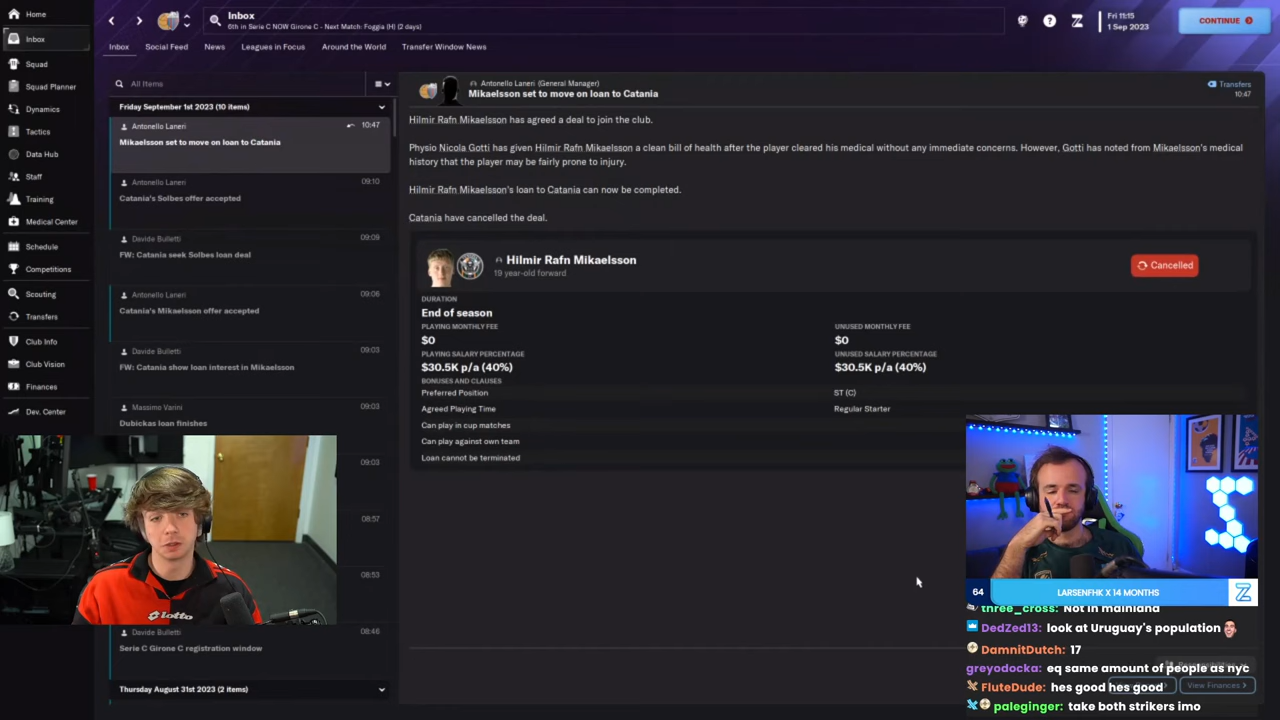 Home
Inbox
Squad
Squad Planner
Dynamics
Tactics
Data Hub
Staff
Training
Medical Center
Schedule
Competitions
Scouting
Transfers
Club Info
Club Vision
Finances
Dev. Center
Inbox
6th in Serie C NOW Girone C - Next Match: Foggia (H) (2 days)
Fri 11:15
1 Sep 2023
CONTINUE
Inbox
Social Feed
News
Leagues in Focus
Around the World
Transfer Window News
All Items
Friday September 1st 2023 (10 items)
Antonello Laneri
10:47
Mikaelsson set to move on loan to Catania
Antonello Laneri
09:10
Catania's Solbes offer accepted
Davide Bulletti
09:09
FW: Catania seek Solbes loan deal
Antonello Laneri
09:06
Catania's Mikaelsson offer accepted
Davide Bulletti
09:03
FW: Catania show loan interest in Mikaelsson
Massimo Varini
09:03
Dubickas loan finishes
09:03
08:57
08:53
Davide Bulletti
08:46
Serie C Girone C registration window
Thursday August 31st 2023 (2 items)
Antonello Laneri (General Manager)
Mikaelsson set to move on loan to Catania
Transfers
10:47
Hilmir Rafn Mikaelsson has agreed a deal to join the club.
Physio Nicola Gotti has given Hilmir Rafn Mikaelsson a clean bill of health after the player cleared his medical without any immediate concerns. However, Gotti has noted from Mikaelsson's medical
history that the player may be fairly prone to injury.
Hilmir Rafn Mikaelsson's loan to Catania can now be completed.
Catania have cancelled the deal.
Hilmir Rafn Mikaelsson
19 year-old forward
Cancelled
DURATION
End of season
PLAYING MONTHLY FEE
UNUSED MONTHLY FEE
$0
$0
PLAYING SALARY PERCENTAGE
UNUSED SALARY PERCENTAGE
$30.5K p/a (40%)
$30.5K p/a (40%)
BONUSES AND CLAUSES
Preferred Position
ST (C)
Agreed Playing Time
Regular Starter
Can play in cup matches
Can play against own team
Loan cannot be terminated
lotto
64
LARSENFHK X 14 MONTHS
three_cross: Not in mainland
DedZed13: look at Uruguay's population
DamnitDutch: 17
greyodocka: eq same amount of people as nyc
FluteDude: hes good hes good
paleginger: take both strikers imo
View Finances